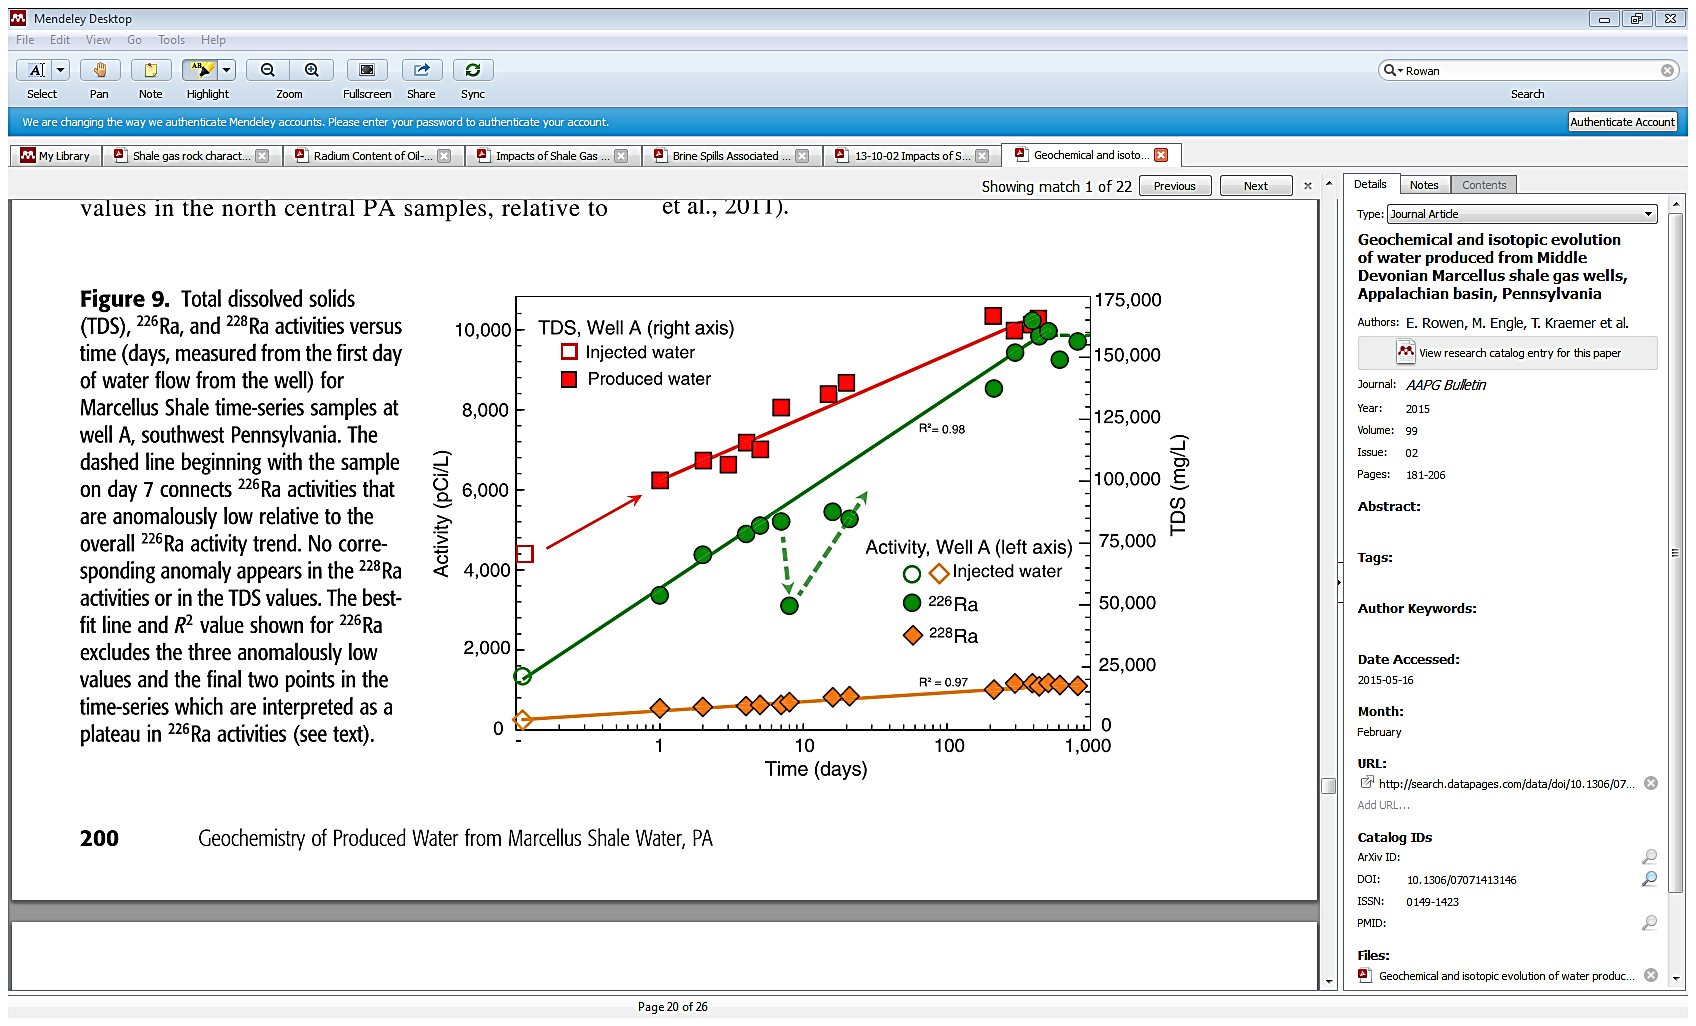 Mendeley Desktop
File Edit View Go Tools Help
Rowan
Select Pan Note Highlight Zoom Fullscreen Share Sync Search
We are changing the way we authenticate Mendeley accounts. Please enter your password to authenticate your account. Authenticate Account
My Library Shale gas rock charact... Radium Content of Oil-... Impacts of Shale Gas ... Brine Spills Associated ... 13-10-02 Impacts of S... Geochemical and isoto...
Showing match 1 of 22 Previous Next
values in the north central PA samples, relative to
et al., 2011).
Figure 9. Total dissolved solids
(TDS), 226Ra, and 228Ra activities versus
time (days, measured from the first day
of water flow from the well) for
Marcellus Shale time-series samples at
well A, southwest Pennsylvania. The
dashed line beginning with the sample
on day 7 connects 226Ra activities that
are anomalously low relative to the
overall 226Ra activity trend. No corre-
sponding anomaly appears in the 228Ra
activities or in the TDS values. The best-
fit line and R2 value shown for 226Ra
excludes the three anomalously low
values and the final two points in the
time-series which are interpreted as a
plateau in 226Ra activities (see text).
Activity (pCi/L)
10,000
8,000
6,000
4,000
2,000
0
TDS, Well A (right axis)
Injected water
Produced water
R2= 0.98
Activity, Well A (left axis)
Injected water
226Ra
228Ra
R2 = 0.97
175,000
150,000
125,000
100,000
75,000
50,000
25,000
0
TDS (mg/L)
1 10 100 1,000
Time (days)
200 Geochemistry of Produced Water from Marcellus Shale Water, PA
Page 20 of 26
Details Notes Contents
Type: Journal Article
Geochemical and isotopic evolution
of water produced from Middle
Devonian Marcellus shale gas wells,
Appalachian basin, Pennsylvania
Authors: E. Rowen, M. Engle, T. Kraemer et al.
View research catalog entry for this paper
Journal: AAPG Bulletin
Year: 2015
Volume: 99
Issue: 02
Pages: 181-206
Abstract:
Tags:
Author Keywords:
Date Accessed:
2015-05-16
Month:
February
URL:
http://search.datapages.com/data/doi/10.1306/07...
Add URL...
Catalog IDs
ArXiv ID:
DOI: 10.1306/07071413146
ISSN: 0149-1423
PMID:
Files:
Geochemical and isotopic evolution of water produc...